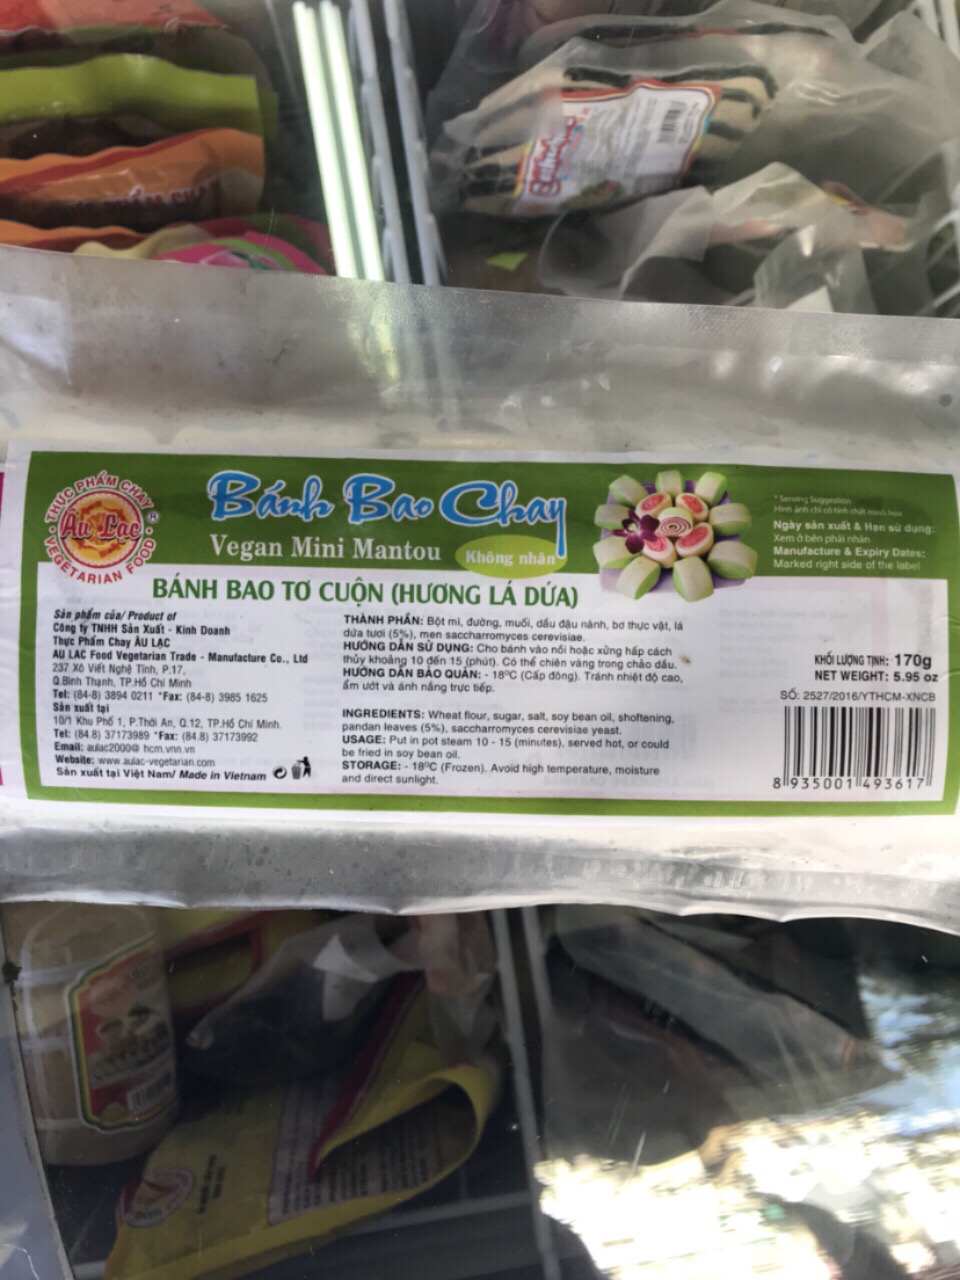 THỰC PHẨM CHAY
Âu Lạc ®
VEGETARIAN FOOD
Bánh Bao Chay
Vegan Mini Mantou
Không nhân
* Serving Suggestion
Hình ảnh chỉ có tính chất minh họa
Ngày sản xuất & Hạn sử dụng:
Xem ở bên phải nhãn
Manufacture & Expiry Dates:
Marked right side of the label
BÁNH BAO TƠ CUỘN (HƯƠNG LÁ DỨA)
Sản phẩm của/ Product of
Công ty TNHH Sản Xuất - Kinh Doanh
Thực Phẩm Chay ÂU LẠC
AU LAC Food Vegetarian Trade - Manufacture Co., Ltd
237 Xô Viết Nghệ Tĩnh, P.17,
Q.Bình Thạnh, TP.Hồ Chí Minh
Tel: (84-8) 3894 0211 *Fax: (84-8) 3985 1625
Sản xuất tại
10/1 Khu Phố 1, P.Thới An, Q.12, TP.Hồ Chí Minh.
Tel: (84.8) 37173989 *Fax: (84.8) 37173992
Email: aulac2000@ hcm.vnn.vn
Website: www.aulac-vegetarian.com
Sản xuất tại Việt Nam/ Made in Vietnam
THÀNH PHẦN: Bột mì, đường, muối, dầu đậu nành, bơ thực vật, lá
dứa tươi (5%), men saccharromyces cerevisiae.
HƯỚNG DẪN SỬ DỤNG: Cho bánh vào nồi hoặc xửng hấp cách
thủy khoảng 10 đến 15 (phút). Có thể chiên vàng trong chảo dầu.
HƯỚNG DẪN BẢO QUẢN: - 18°C (Cấp đông). Tránh nhiệt độ cao,
ẩm ướt và ánh nắng trực tiếp.
INGREDIENTS: Wheat flour, sugar, salt, soy bean oil, shoftening,
pandan leaves (5%), saccharomyces cerevisiae yeast.
USAGE: Put in pot steam 10 - 15 (minutes), served hot, or could
be fried in soy bean oil.
STORAGE: - 18°C (Frozen). Avoid high temperature, moisture
and direct sunlight.
KHỐI LƯỢNG TỊNH: 170g
NET WEIGHT: 5.95 oz
SỐ: 2527/2016/YTHCM-XNCB
8 935001 493617